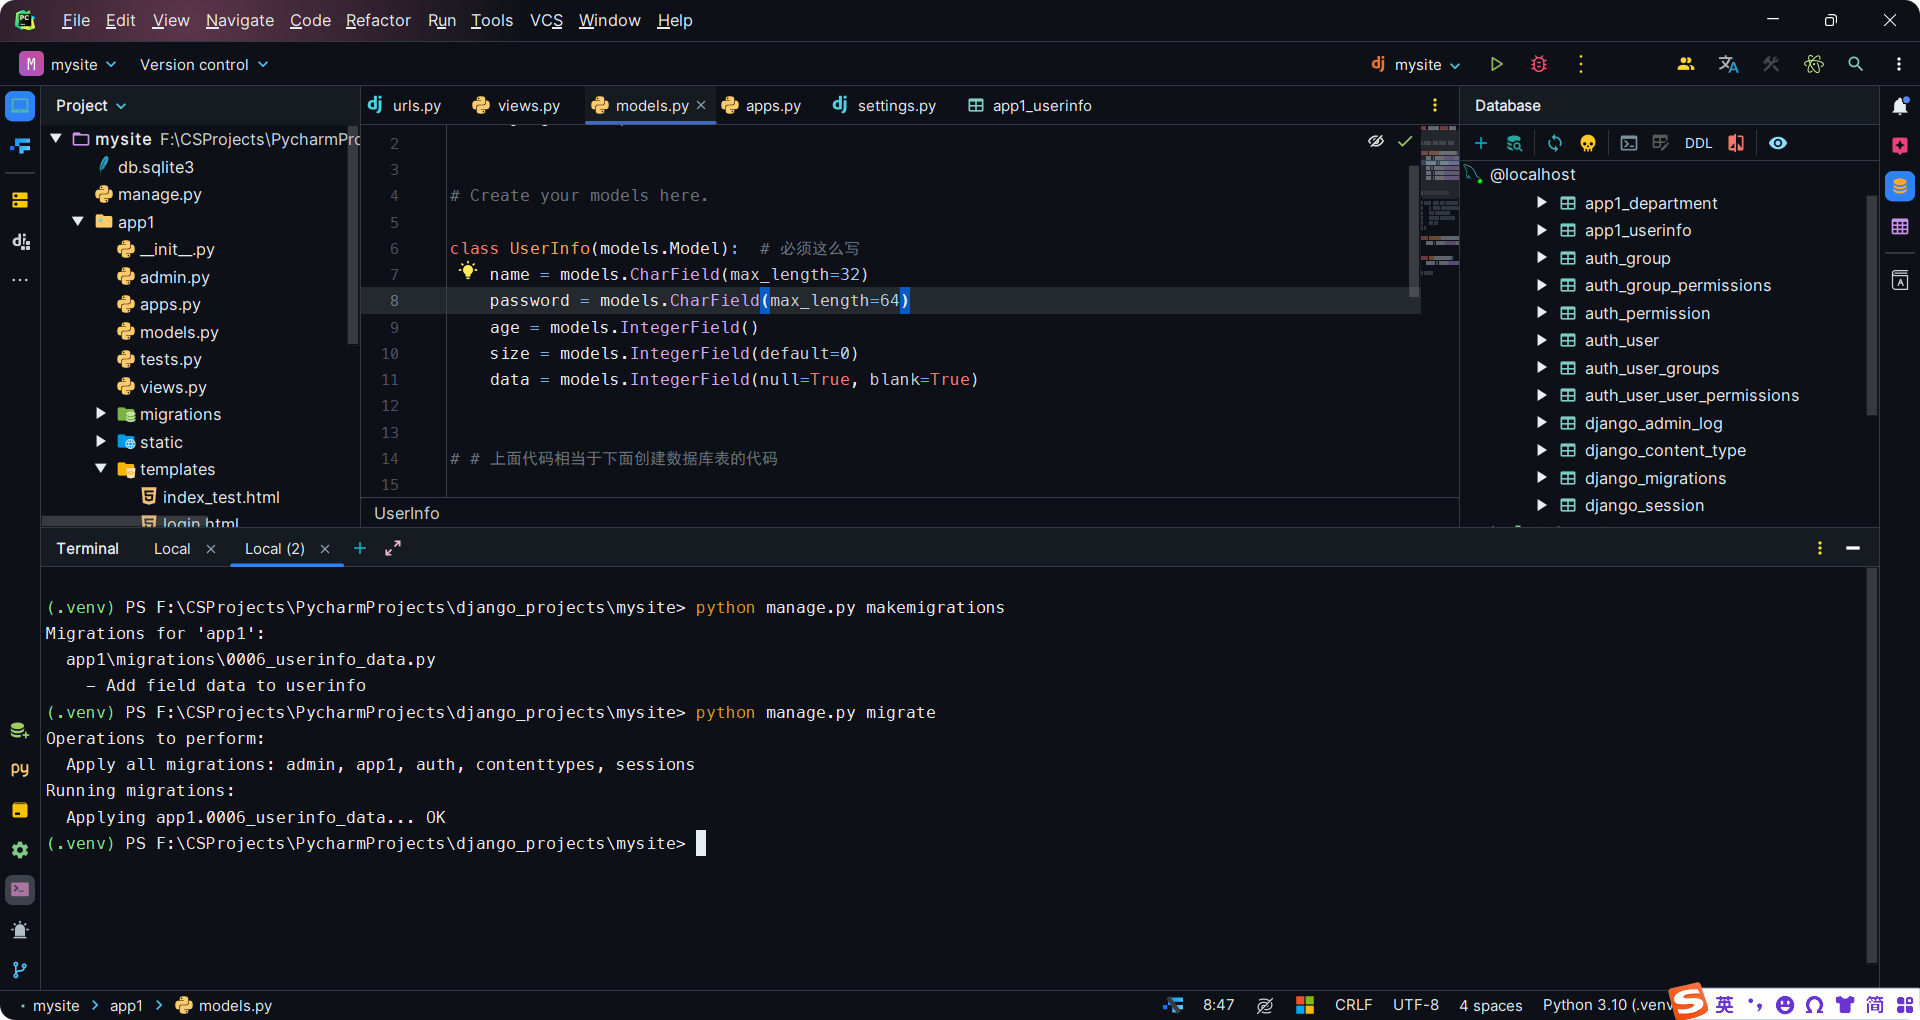 File Edit View Navigate Code Refactor Run Tools VCS Window Help
M mysite Version control mysite
Project
urls.py views.py models.py apps.py settings.py app1_userinfo
Database
mysite F:\CSProjects\PycharmPro
db.sqlite3
manage.py
app1
__init__.py
admin.py
apps.py
models.py
tests.py
views.py
migrations
static
templates
index_test.html
login.html
2
3
4 # Create your models here.
5
6 class UserInfo(models.Model): # 必须这么写
7 name = models.CharField(max_length=32)
8 password = models.CharField(max_length=64)
9 age = models.IntegerField()
10 size = models.IntegerField(default=0)
11 data = models.IntegerField(null=True, blank=True)
12
13
14 # # 上面代码相当于下面创建数据库表的代码
15
UserInfo
DDL
@localhost
app1_department
app1_userinfo
auth_group
auth_group_permissions
auth_permission
auth_user
auth_user_groups
auth_user_user_permissions
django_admin_log
django_content_type
django_migrations
django_session
Terminal Local Local (2)
(.venv) PS F:\CSProjects\PycharmProjects\django_projects\mysite> python manage.py makemigrations
Migrations for 'app1':
app1\migrations\0006_userinfo_data.py
- Add field data to userinfo
(.venv) PS F:\CSProjects\PycharmProjects\django_projects\mysite> python manage.py migrate
Operations to perform:
Apply all migrations: admin, app1, auth, contenttypes, sessions
Running migrations:
Applying app1.0006_userinfo_data... OK
(.venv) PS F:\CSProjects\PycharmProjects\django_projects\mysite>
mysite > app1 > models.py
8:47 CRLF UTF-8 4 spaces Python 3.10 (.venv
英 简